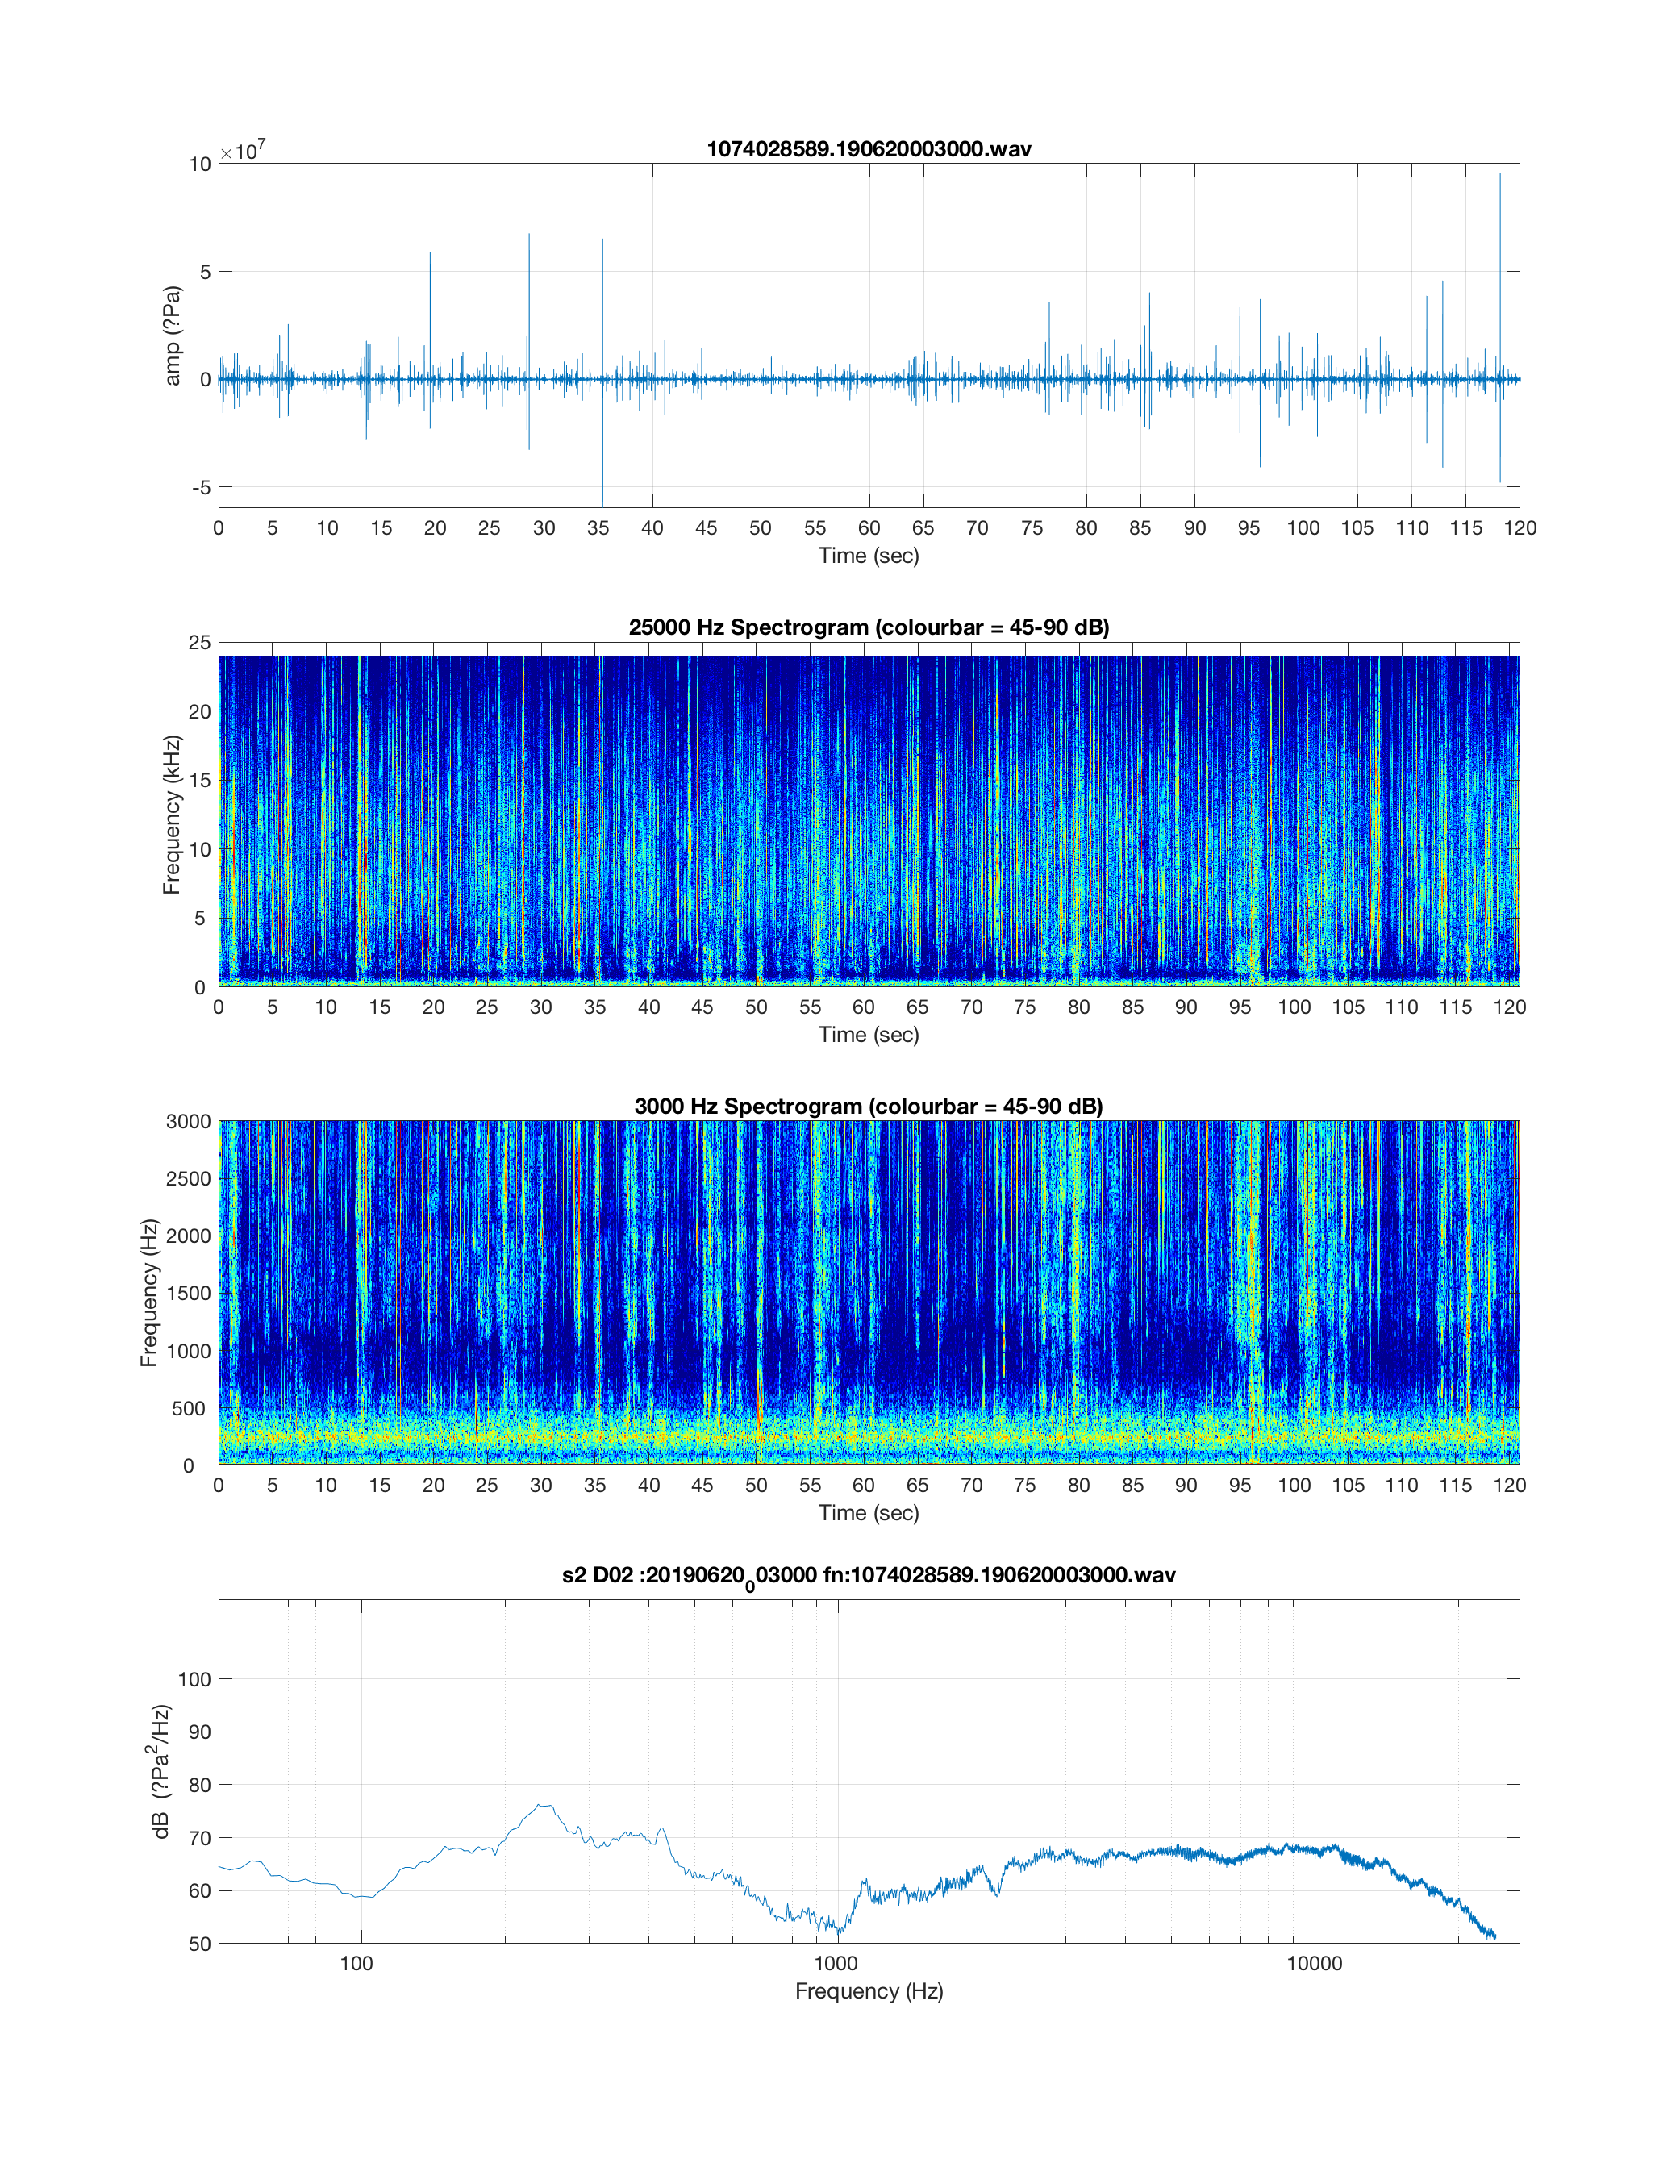 1074028589.190620003000.wav
×10⁷
10
5
0
-5
amp (?Pa)
0 5 10 15 20 25 30 35 40 45 50 55 60 65 70 75 80 85 90 95 100 105 110 115 120
Time (sec)
25000 Hz Spectrogram (colourbar = 45-90 dB)
25
20
15
10
5
0
Frequency (kHz)
0 5 10 15 20 25 30 35 40 45 50 55 60 65 70 75 80 85 90 95 100 105 110 115 120
Time (sec)
3000 Hz Spectrogram (colourbar = 45-90 dB)
3000
2500
2000
1500
1000
500
0
Frequency (Hz)
0 5 10 15 20 25 30 35 40 45 50 55 60 65 70 75 80 85 90 95 100 105 110 115 120
Time (sec)
s2 D02 :20190620₀03000 fn:1074028589.190620003000.wav
100
90
80
70
60
50
dB (?Pa²/Hz)
100 1000 10000
Frequency (Hz)